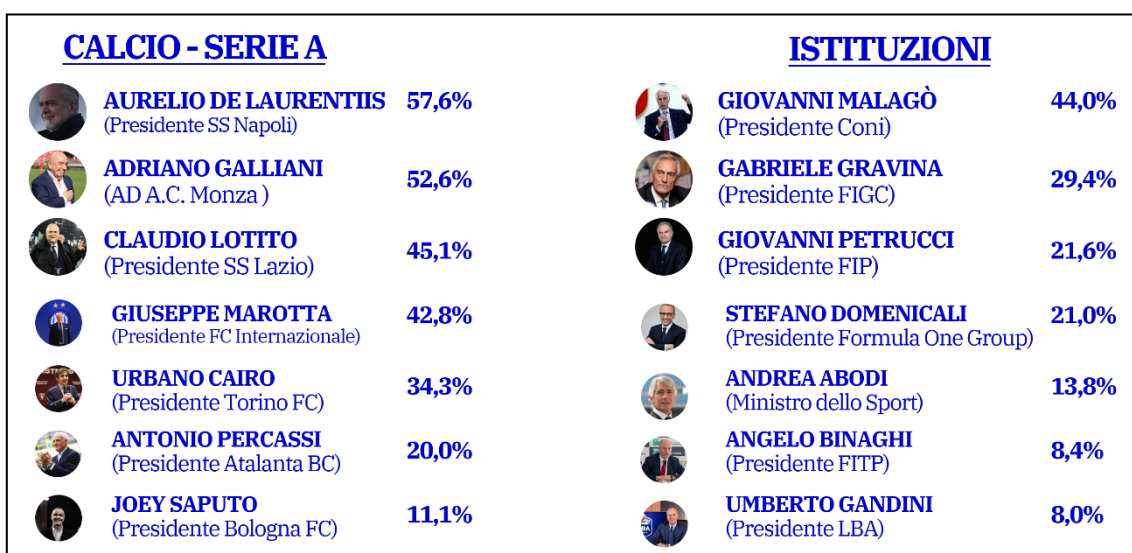 CALCIO - SERIE A
AURELIO DE LAURENTIIS 57,6%
(Presidente SS Napoli)
ADRIANO GALLIANI
(AD A.C. Monza ) 52,6%
CLAUDIO LOTITO
(Presidente SS Lazio) 45,1%
GIUSEPPE MAROTTA 42,8%
(Presidente FC Internazionale)
URBANO CAIRO
(Presidente Torino FC) 34,3%
ANTONIO PERCASSI
(Presidente Atalanta BC) 20,0%
JOEY SAPUTO
(Presidente Bologna FC) 11,1%
ISTITUZIONI
GIOVANNI MALAGÒ 44,0%
(Presidente Coni)
GABRIELE GRAVINA
(Presidente FIGC) 29,4%
GIOVANNI PETRUCCI
(Presidente FIP) 21,6%
STEFANO DOMENICALI 21,0%
(Presidente Formula One Group)
ANDREA ABODI
(Ministro dello Sport) 13,8%
ANGELO BINAGHI
(Presidente FITP) 8,4%
UMBERTO GANDINI
(Presidente LBA) 8,0%